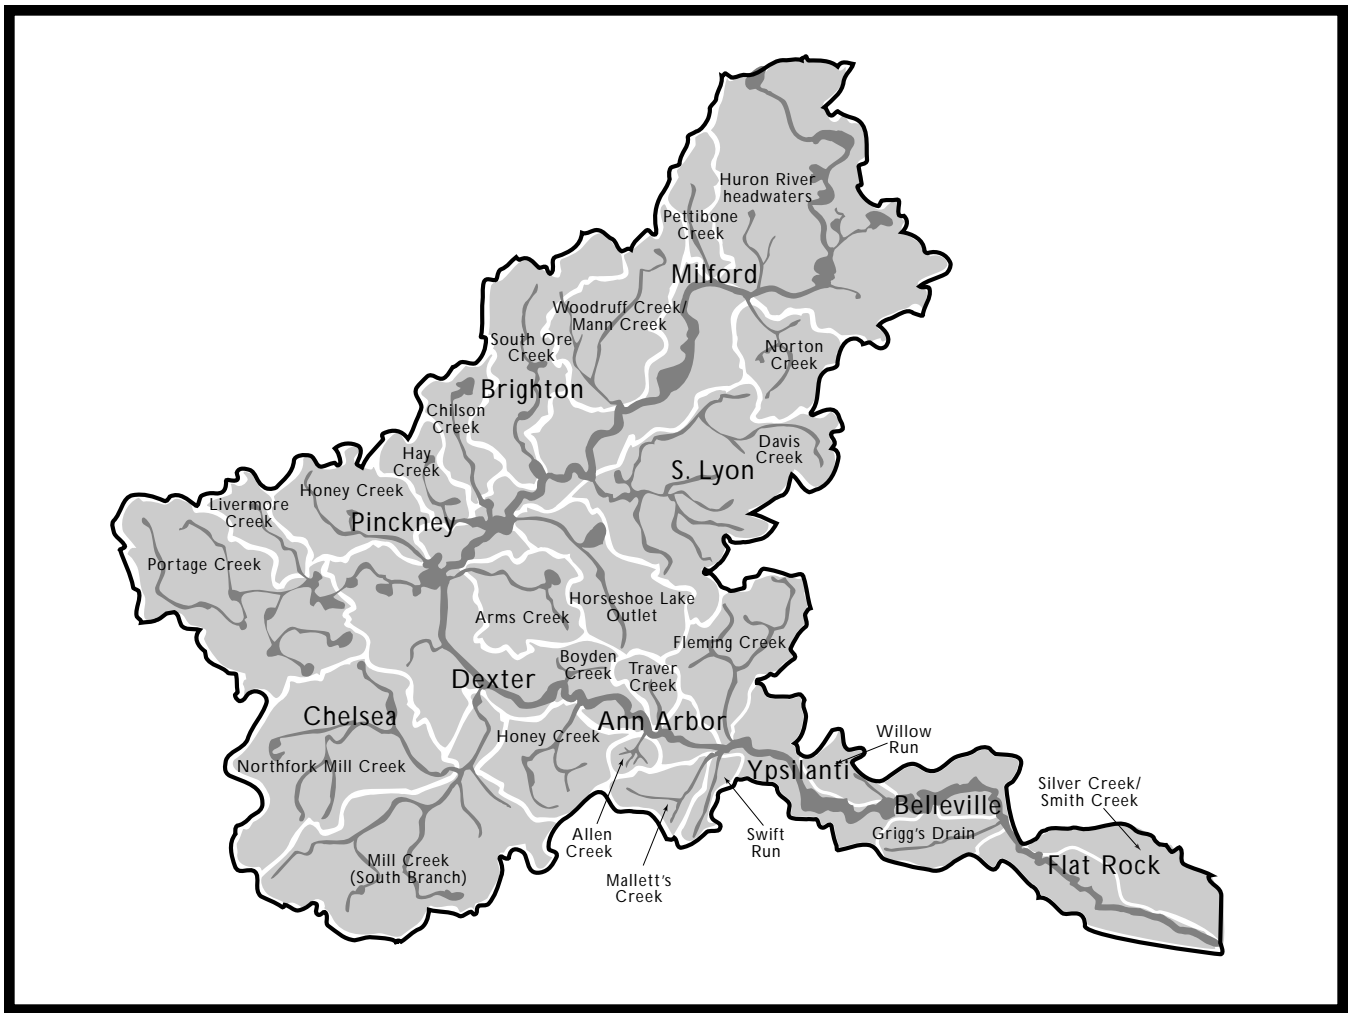 Huron River
headwaters
Pettibone
Creek
Milford
Woodruff Creek/
Mann Creek
South Ore
Creek
Norton
Creek
Brighton
Chilson
Creek
Davis
Creek
Hay
Creek
S. Lyon
Honey Creek
Livermore
Creek
Pinckney
Portage Creek
Horseshoe Lake
Outlet
Arms Creek
Fleming Creek
Boyden
Creek
Traver
Creek
Dexter
Chelsea
Ann Arbor
Honey Creek
Willow
Run
Northfork Mill Creek
Ypsilanti
Silver Creek/
Smith Creek
Belleville
Grigg's Drain
Allen
Creek
Swift
Run
Mill Creek
(South Branch)
Flat Rock
Mallett's
Creek